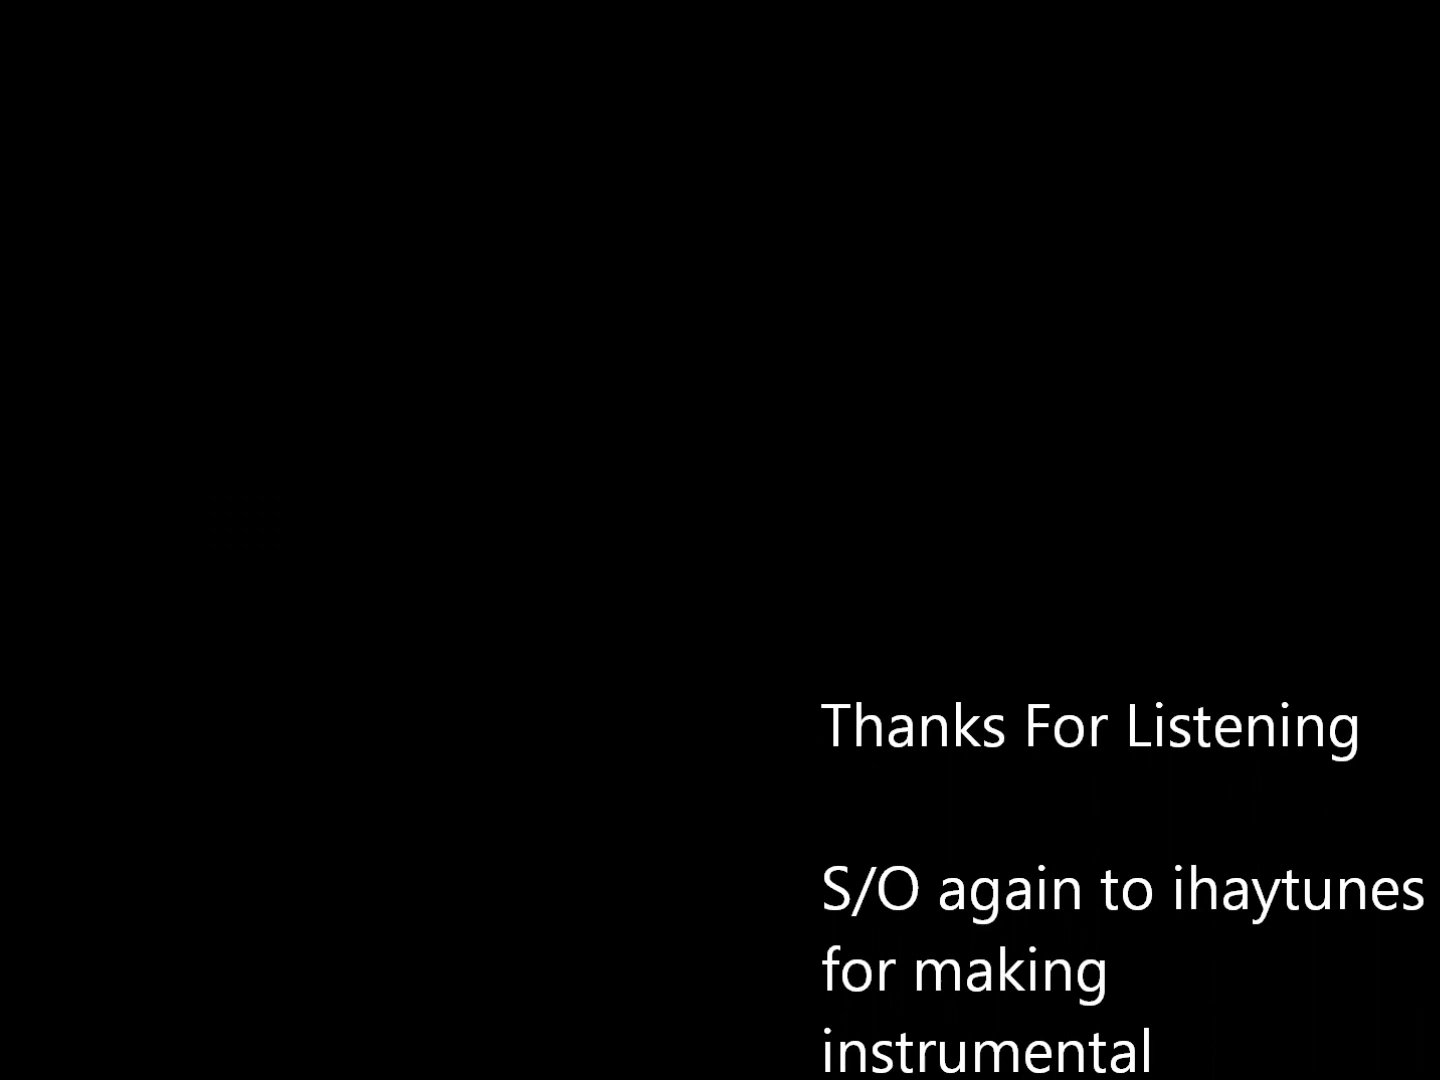 Thanks For Listening
S/O again to ihaytunes
for making
instrumental